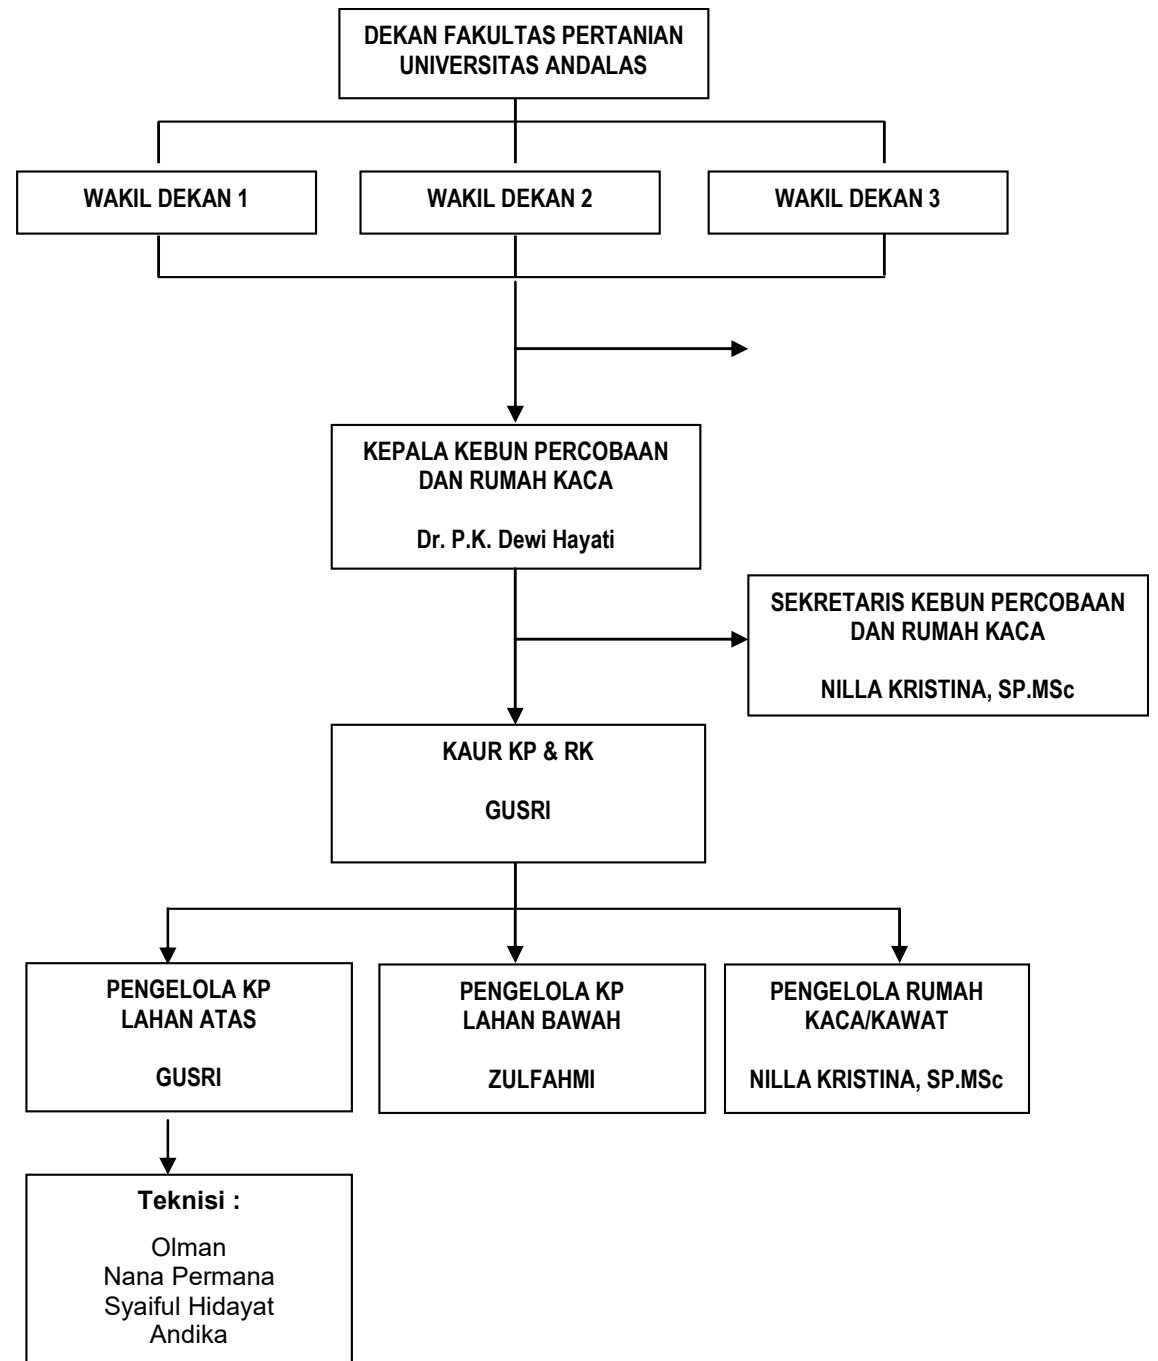 DEKAN FAKULTAS PERTANIAN
UNIVERSITAS ANDALAS
WAKIL DEKAN 1
WAKIL DEKAN 2
WAKIL DEKAN 3
KEPALA KEBUN PERCOBAAN
DAN RUMAH KACA
Dr. P.K. Dewi Hayati
SEKRETARIS KEBUN PERCOBAAN
DAN RUMAH KACA
NILLA KRISTINA, SP.MSc
KAUR KP & RK
GUSRI
PENGELOLA KP
LAHAN ATAS
GUSRI
PENGELOLA KP
LAHAN BAWAH
ZULFAHMI
PENGELOLA RUMAH
KACA/KAWAT
NILLA KRISTINA, SP.MSc
Teknisi :
Olman
Nana Permana
Syaiful Hidayat
Andika